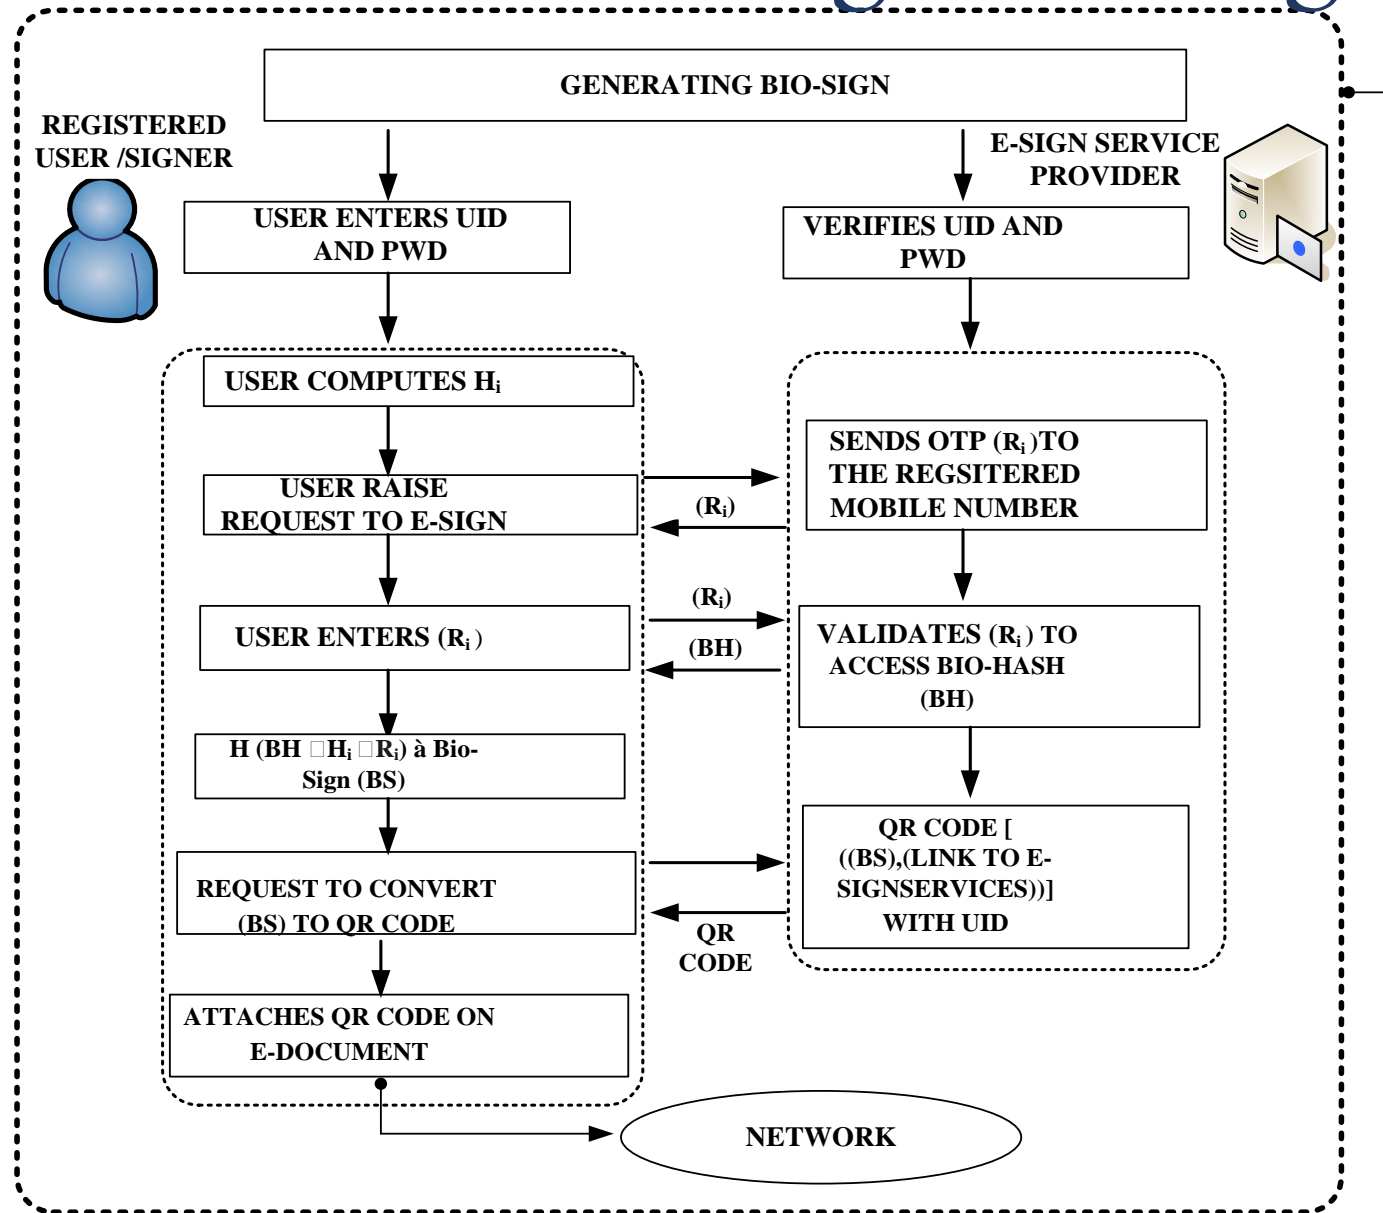 GENERATING BIO-SIGN
REGISTERED
USER /SIGNER
E-SIGN SERVICE
PROVIDER
USER ENTERS UID
AND PWD
VERIFIES UID AND
PWD
USER COMPUTES Hi
USER RAISE
REQUEST TO E-SIGN
SENDS OTP (Ri )TO
THE REGSITERED
MOBILE NUMBER
(Ri)
(Ri)
USER ENTERS (Ri )
(BH)
VALIDATES (Ri ) TO
ACCESS BIO-HASH
(BH)
H (BH □Hi □Ri) à Bio-
Sign (BS)
QR CODE [
((BS),(LINK TO E-
SIGNSERVICES))]
WITH UID
REQUEST TO CONVERT
(BS) TO QR CODE
QR
CODE
ATTACHES QR CODE ON
E-DOCUMENT
NETWORK